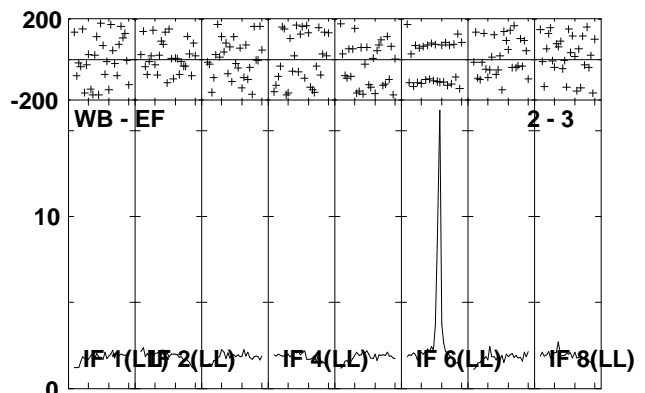 200
-200
WB - EF 2 - 3
10
IF 1(LL) IF 2(LL) IF 4(LL) IF 6(LL) IF 8(LL)
0